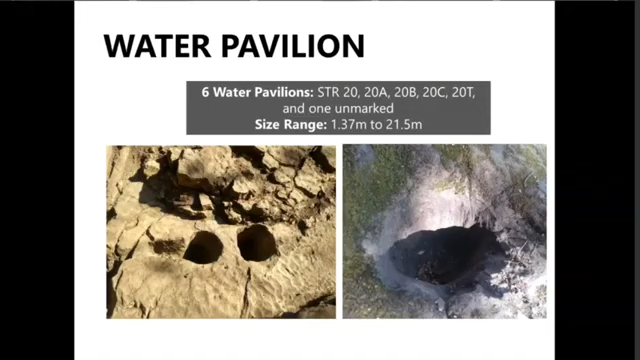 WATER PAVILION
6 Water Pavilions: STR 20, 20A, 20B, 20C, 20T,
and one unmarked
Size Range: 1.37m to 21.5m